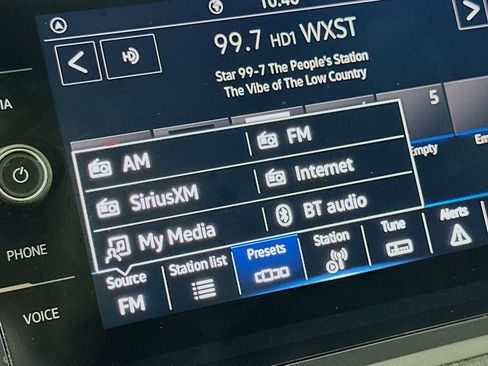 99.7 HD1 WXST
HD
Star 99-7 The People's Station
The Vibe of The Low Country
5
AM
FM
Empty
SiriusXM
Internet
My Media
BT audio
Source
FM
Station list
Presets
Station
Tune
Alerts
PHONE
VOICE